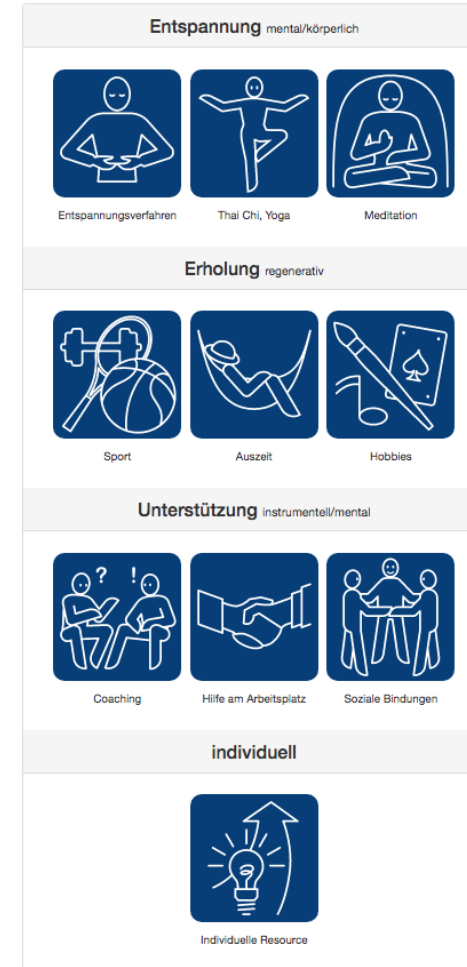 Entspannung mental/körperlich
Entspannungsverfahren Thai Chi, Yoga Meditation
Erholung regenerativ
Sport Auszeit Hobbies
Unterstützung instrumentell/mental
? !
Coaching Hilfe am Arbeitsplatz Soziale Bindungen
individuell
Individuelle Resource